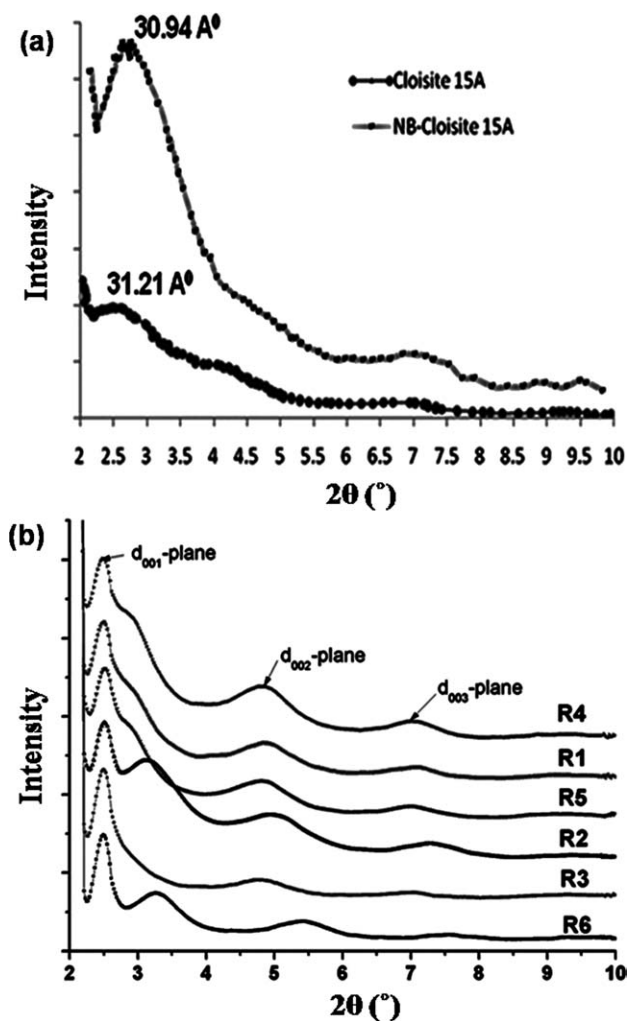 (a)
30.94 A⁰
Cloisite 15A
NB-Cloisite 15A
31.21 A⁰
Intensity
2 2.5 3 3.5 4 4.5 5 5.5 6 6.5 7 7.5 8 8.5 9 9.5 10
2θ (°)
(b)
d001-plane
d002-plane
d003-plane
R4
R1
R5
R2
R3
R6
Intensity
2 3 4 5 6 7 8 9 10
2θ (°)